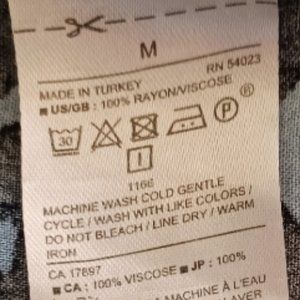 M
MADE IN TURKEY RN 54023
■ US/GB : 100% RAYON/VISCOSE
30 P ®
I
116E
MACHINE WASH COLD GENTLE
CYCLE / WASH WITH LIKE COLORS /
DO NOT BLEACH / LINE DRY / WARM
IRON
CA 17897
■ CA : 100% VISCOSE ■ JP : 100%
MACHINE À L'EAU